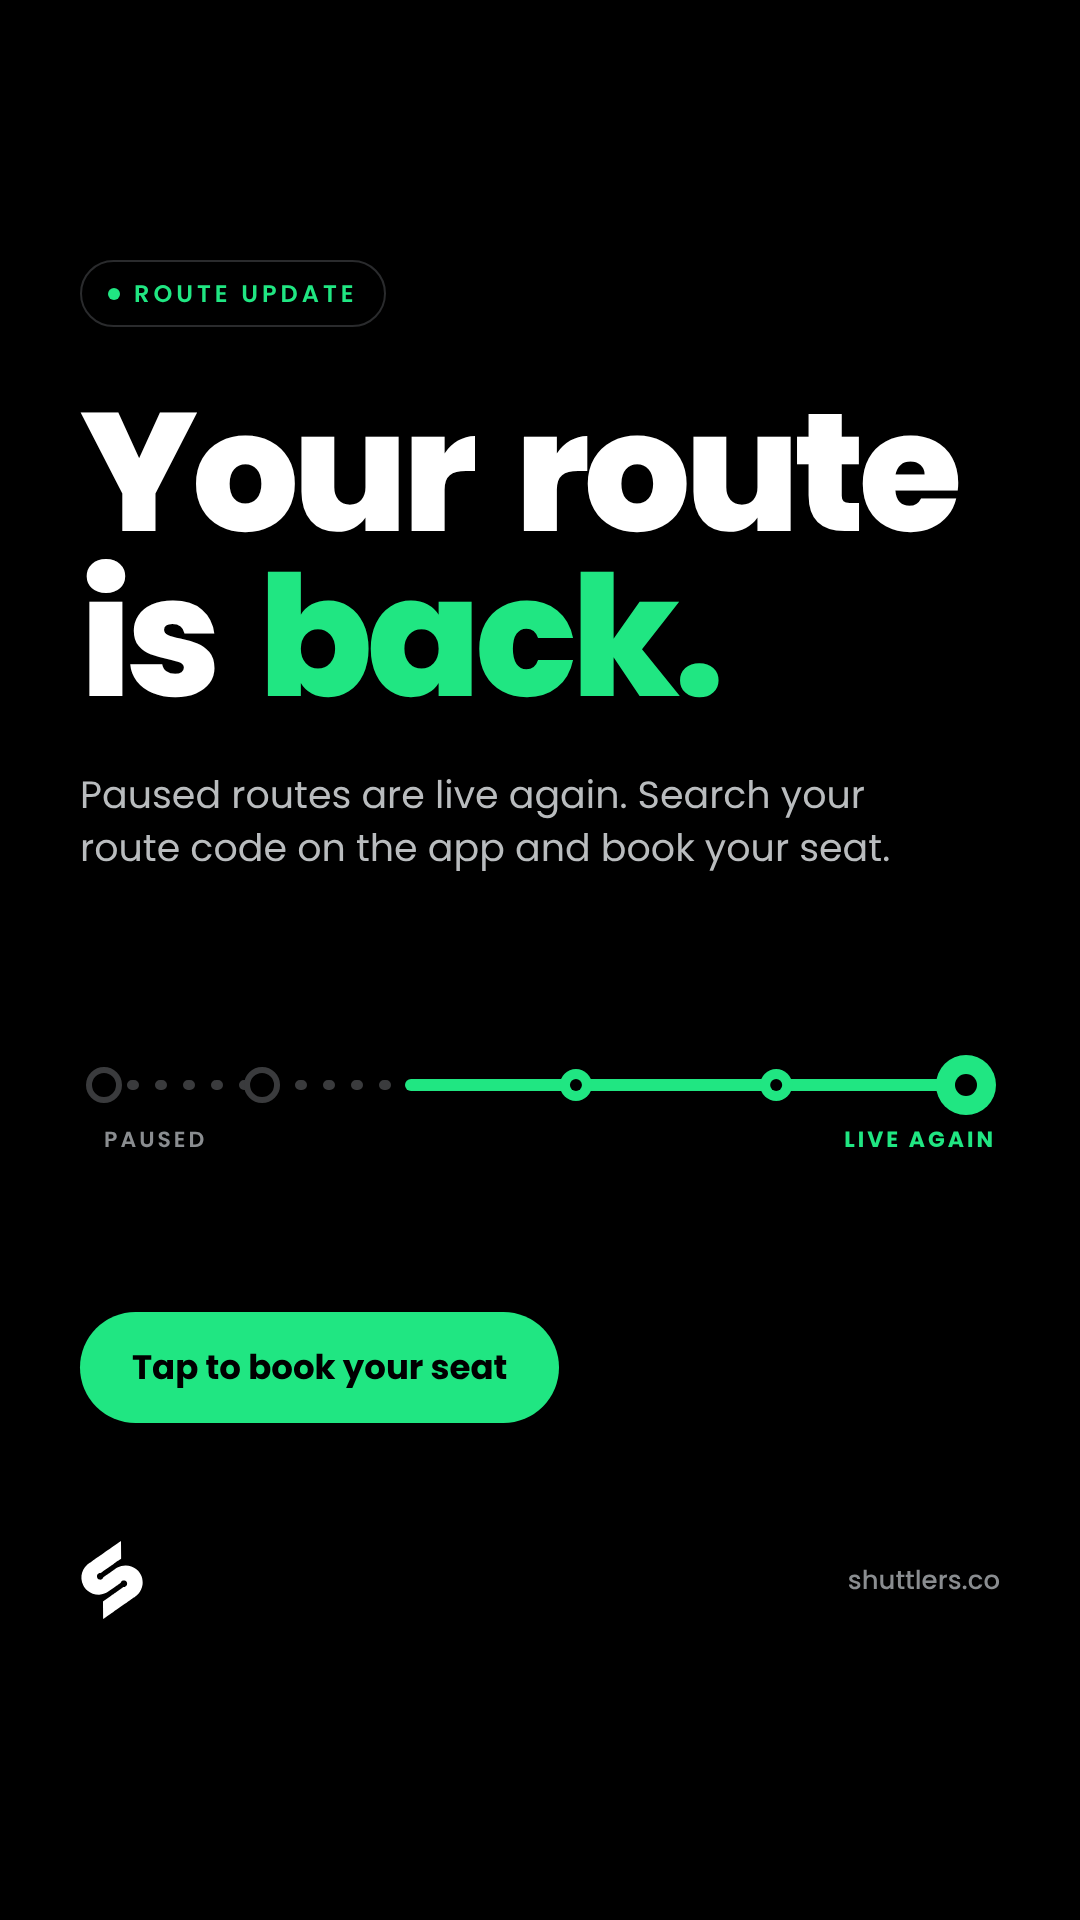 ROUTE UPDATE
Your route
is back.
Paused routes are live again. Search your
route code on the app and book your seat.
PAUSED
LIVE AGAIN
Tap to book your seat
shuttlers.co